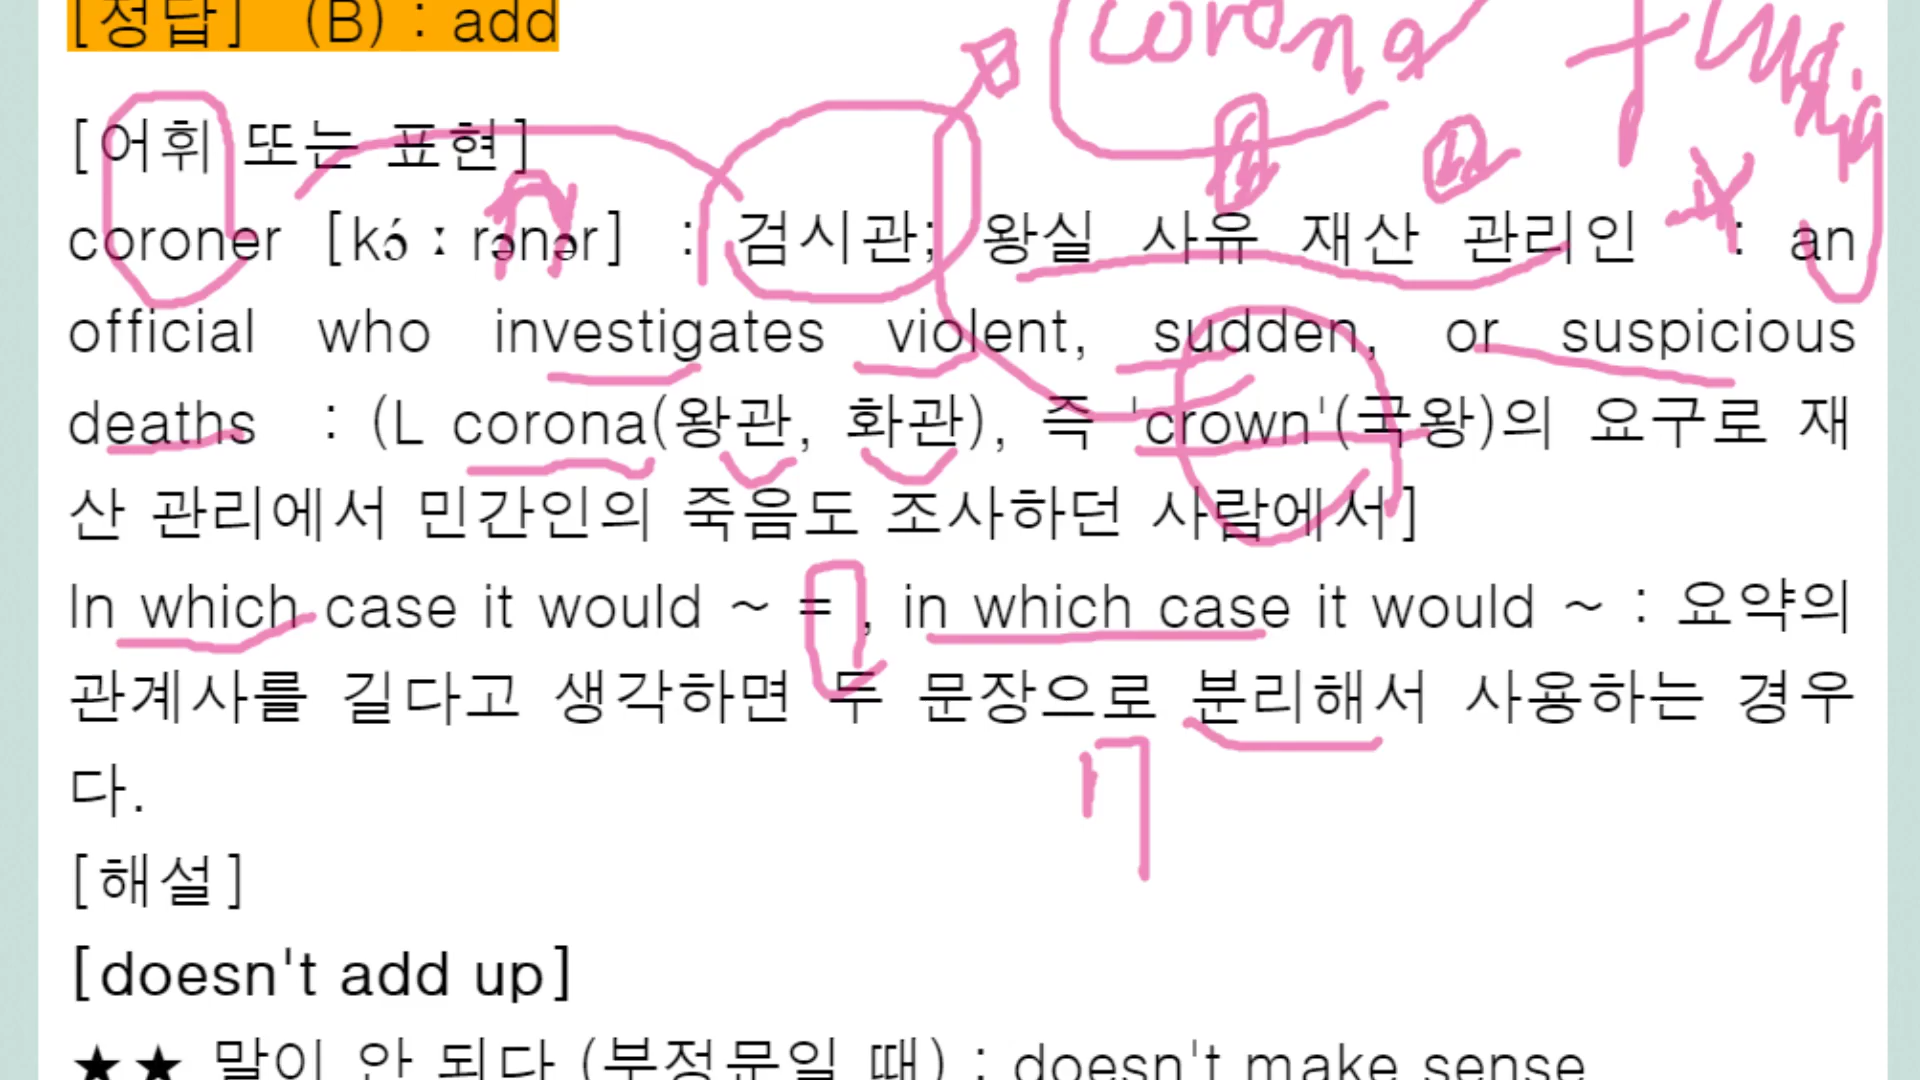 [정답] (B) : add
corona
[어휘 또는 표현]
coroner [kɔ́ːrənər] : 검시관; 왕실 사유 재산 관리인 : an
official who investigates violent, sudden, or suspicious
deaths : (L corona(왕관, 화관), 즉 'crown'(국왕)의 요구로 재
산 관리에서 민간인의 죽음도 조사하던 사람에서]
In which case it would ~ = , in which case it would ~ : 요약의
관계사를 길다고 생각하면 두 문장으로 분리해서 사용하는 경우
다.
[해설]
[doesn't add up]
★★ 말이 안 되다 (부정문일 때) : doesn't make sense